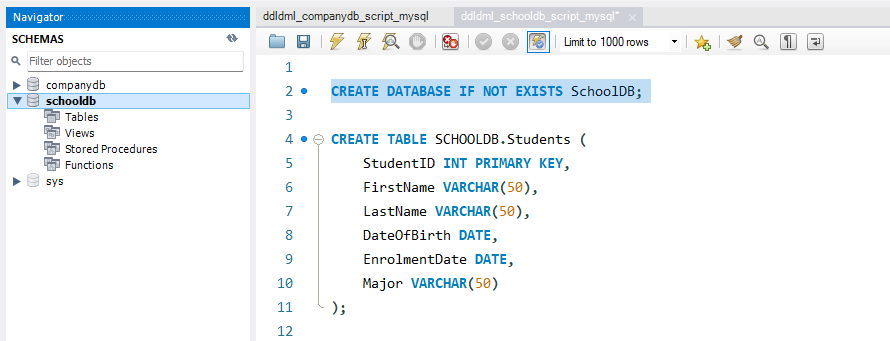 Navigator
SCHEMAS
Filter objects
companydb
schooldb
Tables
Views
Stored Procedures
Functions
sys
ddldml_companydb_script_mysql
ddldml_schooldb_script_mysql*
Limit to 1000 rows
1
2 CREATE DATABASE IF NOT EXISTS SchoolDB;
3
4 CREATE TABLE SCHOOLDB.Students (
5 StudentID INT PRIMARY KEY,
6 FirstName VARCHAR(50),
7 LastName VARCHAR(50),
8 DateOfBirth DATE,
9 EnrolmentDate DATE,
10 Major VARCHAR(50)
11 );
12